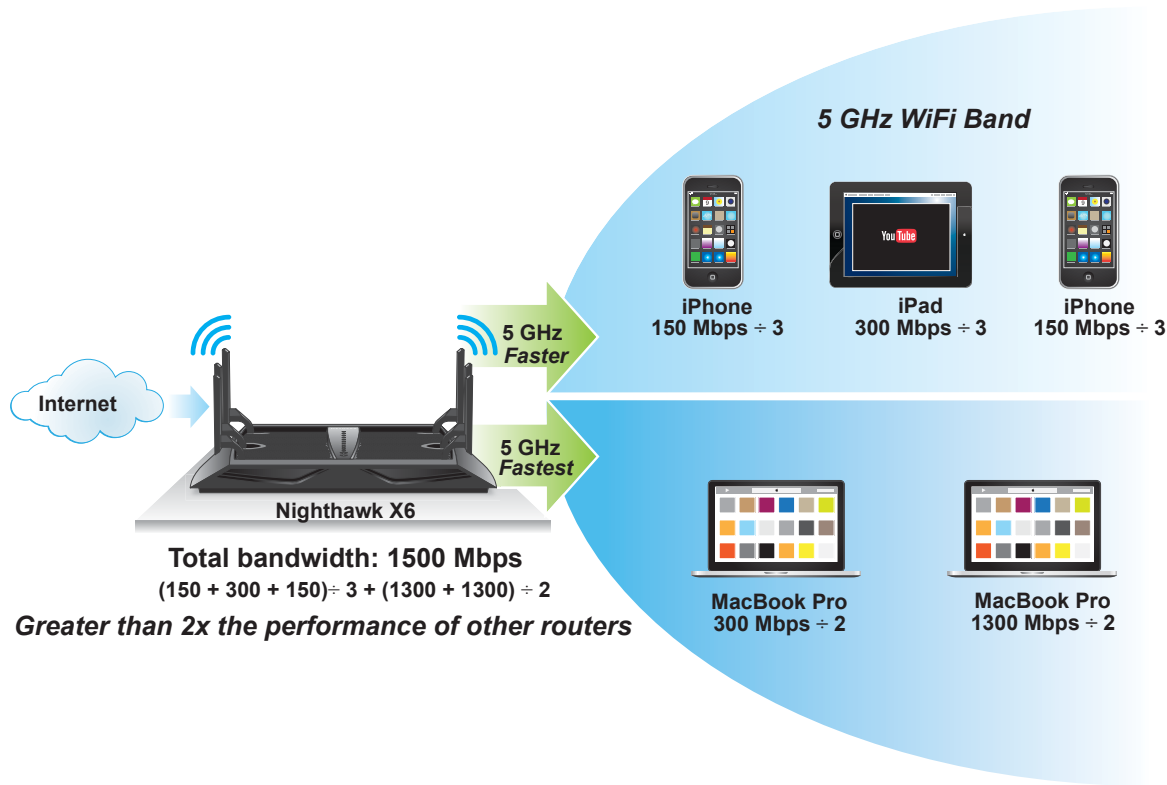 5 GHz WiFi Band
You Tube
iPhone
150 Mbps ÷ 3
iPad
300 Mbps ÷ 3
iPhone
150 Mbps ÷ 3
5 GHz
Faster
Internet
5 GHz
Fastest
Nighthawk X6
Total bandwidth: 1500 Mbps
(150 + 300 + 150)÷ 3 + (1300 + 1300) ÷ 2
Greater than 2x the performance of other routers
MacBook Pro
300 Mbps ÷ 2
MacBook Pro
1300 Mbps ÷ 2